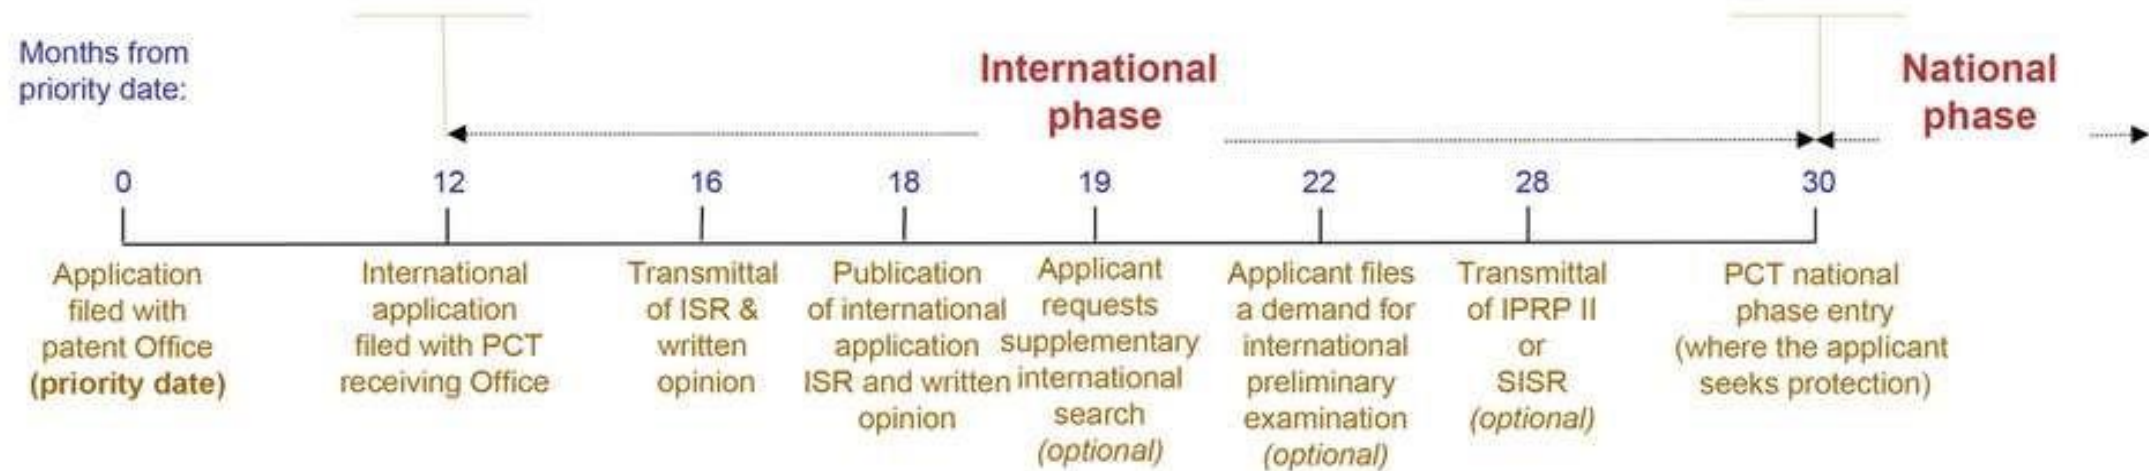 Months from
priority date:
International
phase
National
phase
0
12
16
18
19
22
28
30
Application
filed with
patent Office
(priority date)
International
application
filed with PCT
receiving Office
Transmittal
of ISR &
written
opinion
Publication
of international
application
ISR and written
opinion
Applicant
requests
supplementary
international
search
(optional)
Applicant files
a demand for
international
preliminary
examination
(optional)
Transmittal
of IPRP II
or
SISR
(optional)
PCT national
phase entry
(where the applicant
seeks protection)